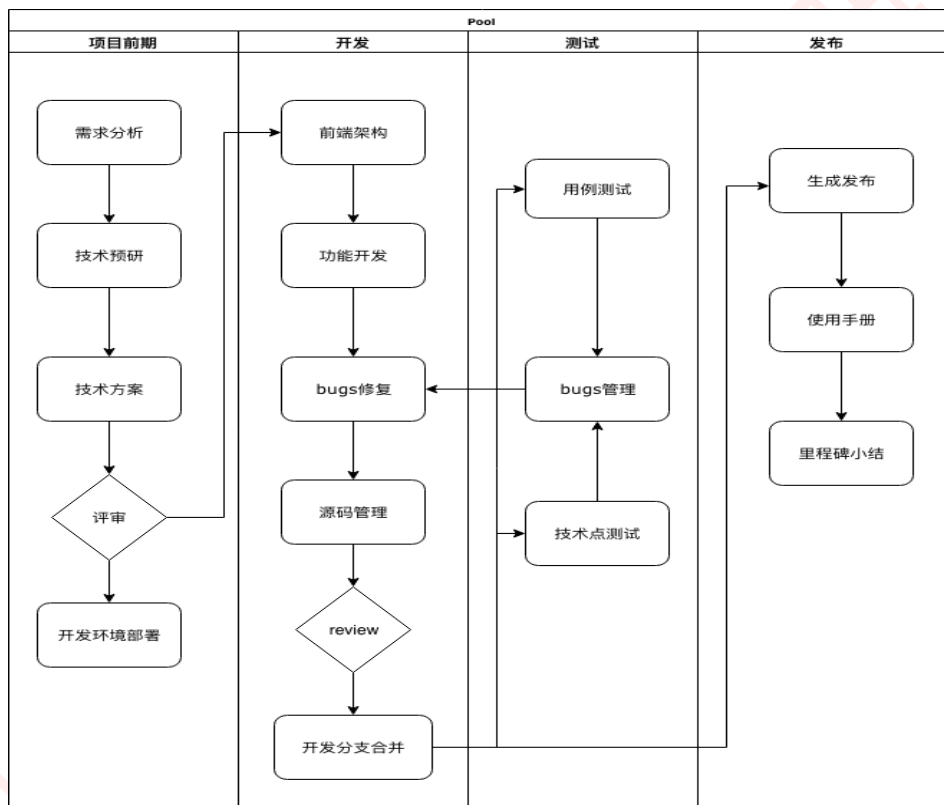 Pool
项目前期
开发
测试
发布
需求分析
技术预研
技术方案
评审
开发环境部署
前端架构
功能开发
bugs修复
源码管理
review
开发分支合并
用例测试
bugs管理
技术点测试
生成发布
使用手册
里程碑小结